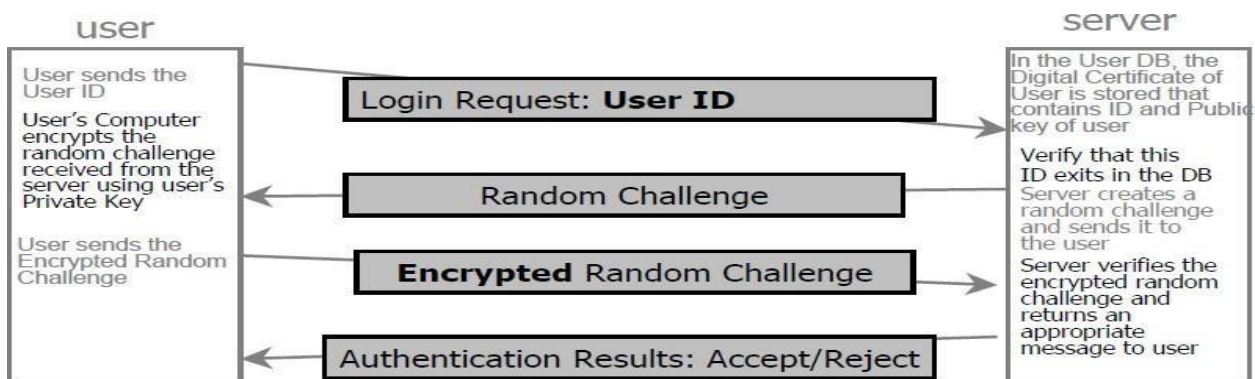 user
User sends the
User ID
User's Computer
encrypts the
random challenge
received from the
server using user's
Private Key
User sends the
Encrypted Random
Challenge
Login Request: User ID
Random Challenge
Encrypted Random Challenge
Authentication Results: Accept/Reject
server
In the User DB, the
Digital Certificate of
User is stored that
contains ID and Public
key of user
Verify that this
ID exits in the DB
Server creates a
random challenge
and sends it to
the user
Server verifies the
encrypted random
challenge and
returns an
appropriate
message to user